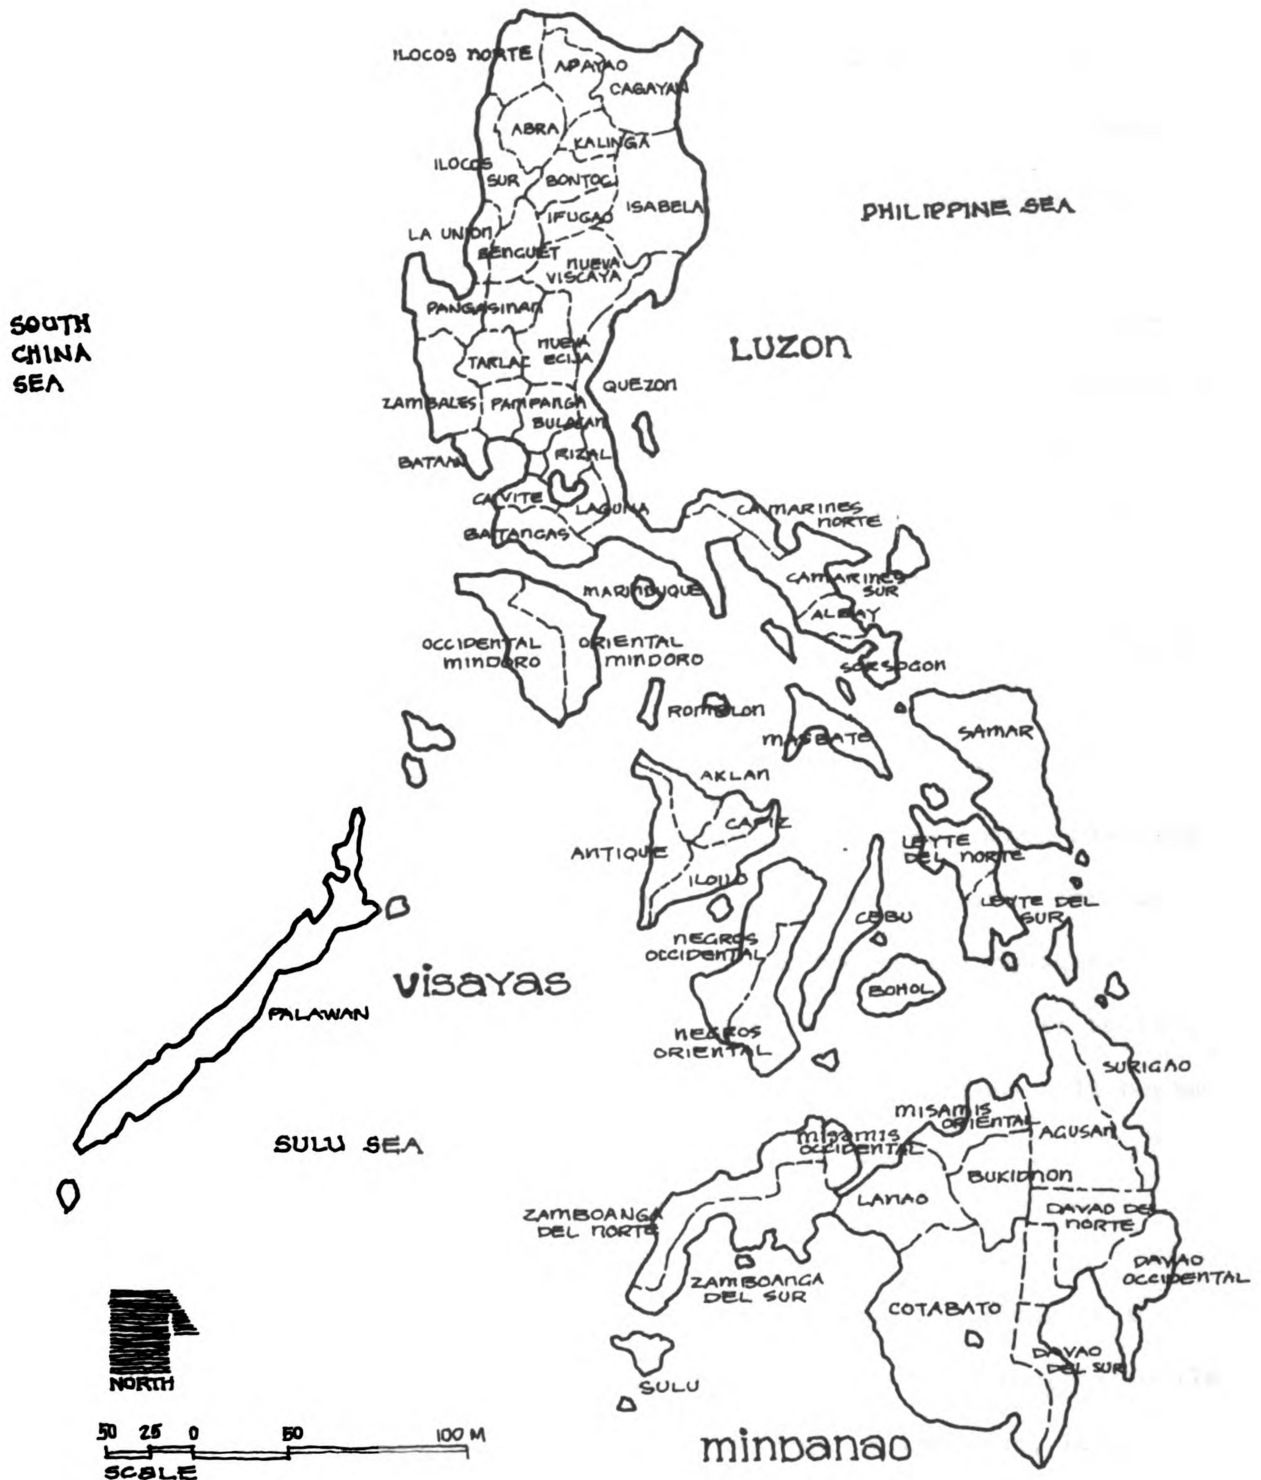 ILOCOS NORTE
APAYAO
CAGAYAN
ABRA
KALINGA
ILOCOS
SUR
BONTOC
ISABELA
PHILIPPINE SEA
IFUGAO
LA UNION
BENGUET
NUEVA
VISCAYA
PANGASINAN
SOUTH
CHINA
SEA
LUZON
NUEVA
ECIJA
TARLAC
QUEZON
ZAMBALES
PAMPANGA
BULACAN
BATAAN
RIZAL
CAVITE
LAGUNA
CAMARINES
NORTE
BATANGAS
MARINDUQUE
CAMARINES
SUR
ALBAY
OCCIDENTAL
MINDORO
ORIENTAL
MINDORO
SORSOGON
ROMBLON
MASBATE
SAMAR
AKLAN
CAPIZ
ANTIQUE
ILOILO
LEYTE
DEL NORTE
LEYTE DEL
SUR
CEBU
NEGROS
OCCIDENTAL
VISAYAS
BOHOL
PALAWAN
NEGROS
ORIENTAL
SURIGAO
MISAMIS
ORIENTAL
AGUSAN
SULU SEA
MISAMIS
OCCIDENTAL
BUKIDNON
LANAO
ZAMBOANGA
DEL NORTE
DAVAO DEL
NORTE
DAVAO
OCCIDENTAL
ZAMBOANGA
DEL SUR
COTABATO
DAVAO
DEL SUR
SULU
NORTH
MINDANAO
50 25 0 50 100 M
SCALE